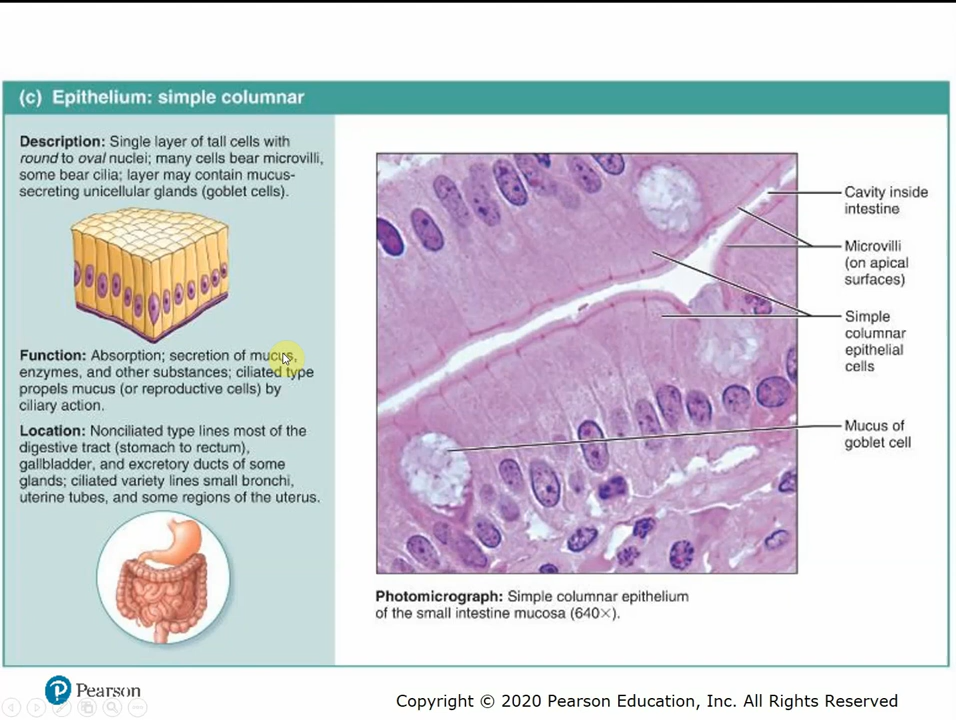 (c) Epithelium: simple columnar
Description: Single layer of tall cells with
round to oval nuclei; many cells bear microvilli,
some bear cilia; layer may contain mucus-
secreting unicellular glands (goblet cells).
Function: Absorption; secretion of mucus,
enzymes, and other substances; ciliated type
propels mucus (or reproductive cells) by
ciliary action.
Location: Nonciliated type lines most of the
digestive tract (stomach to rectum),
gallbladder, and excretory ducts of some
glands; ciliated variety lines small bronchi,
uterine tubes, and some regions of the uterus.
Cavity inside
intestine
Microvilli
(on apical
surfaces)
Simple
columnar
epithelial
cells
Mucus of
goblet cell
Photomicrograph: Simple columnar epithelium
of the small intestine mucosa (640×).
P Pearson
Copyright © 2020 Pearson Education, Inc. All Rights Reserved